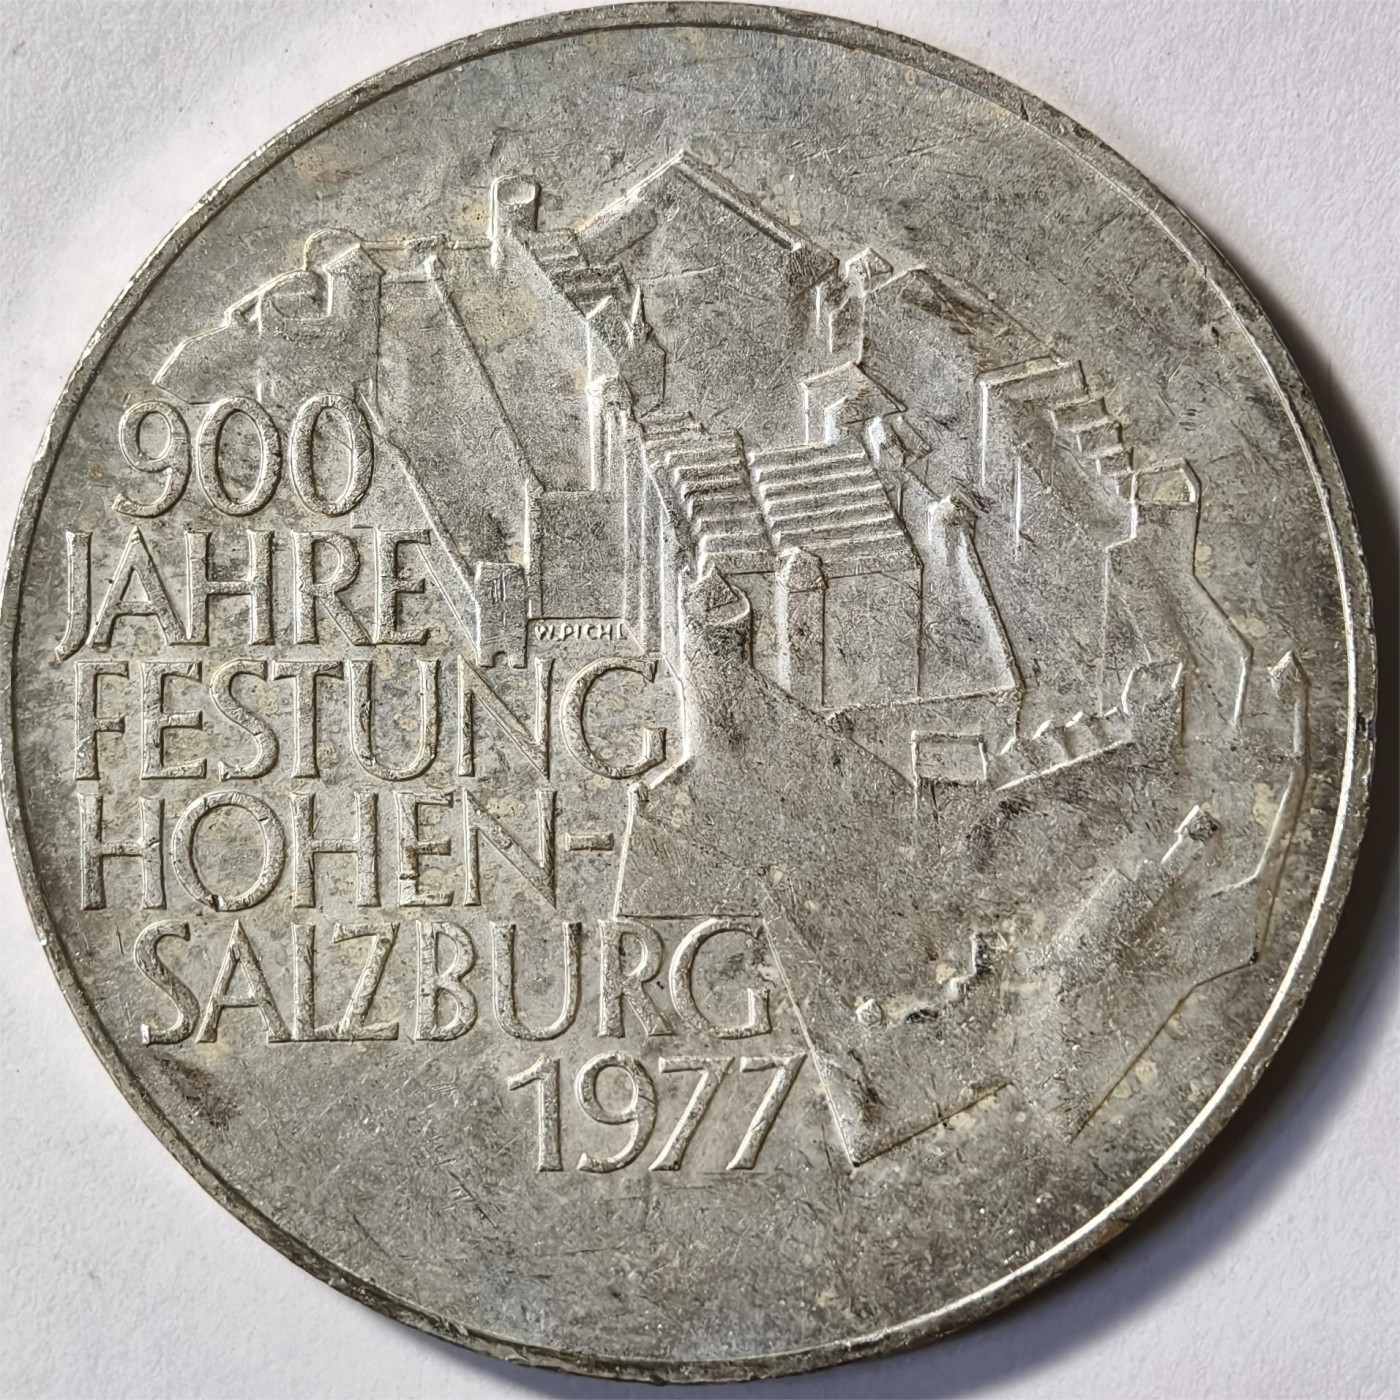 900
JAHRE
W.PICHL
FESTUNG
HOHEN-
SALZBURG
1977